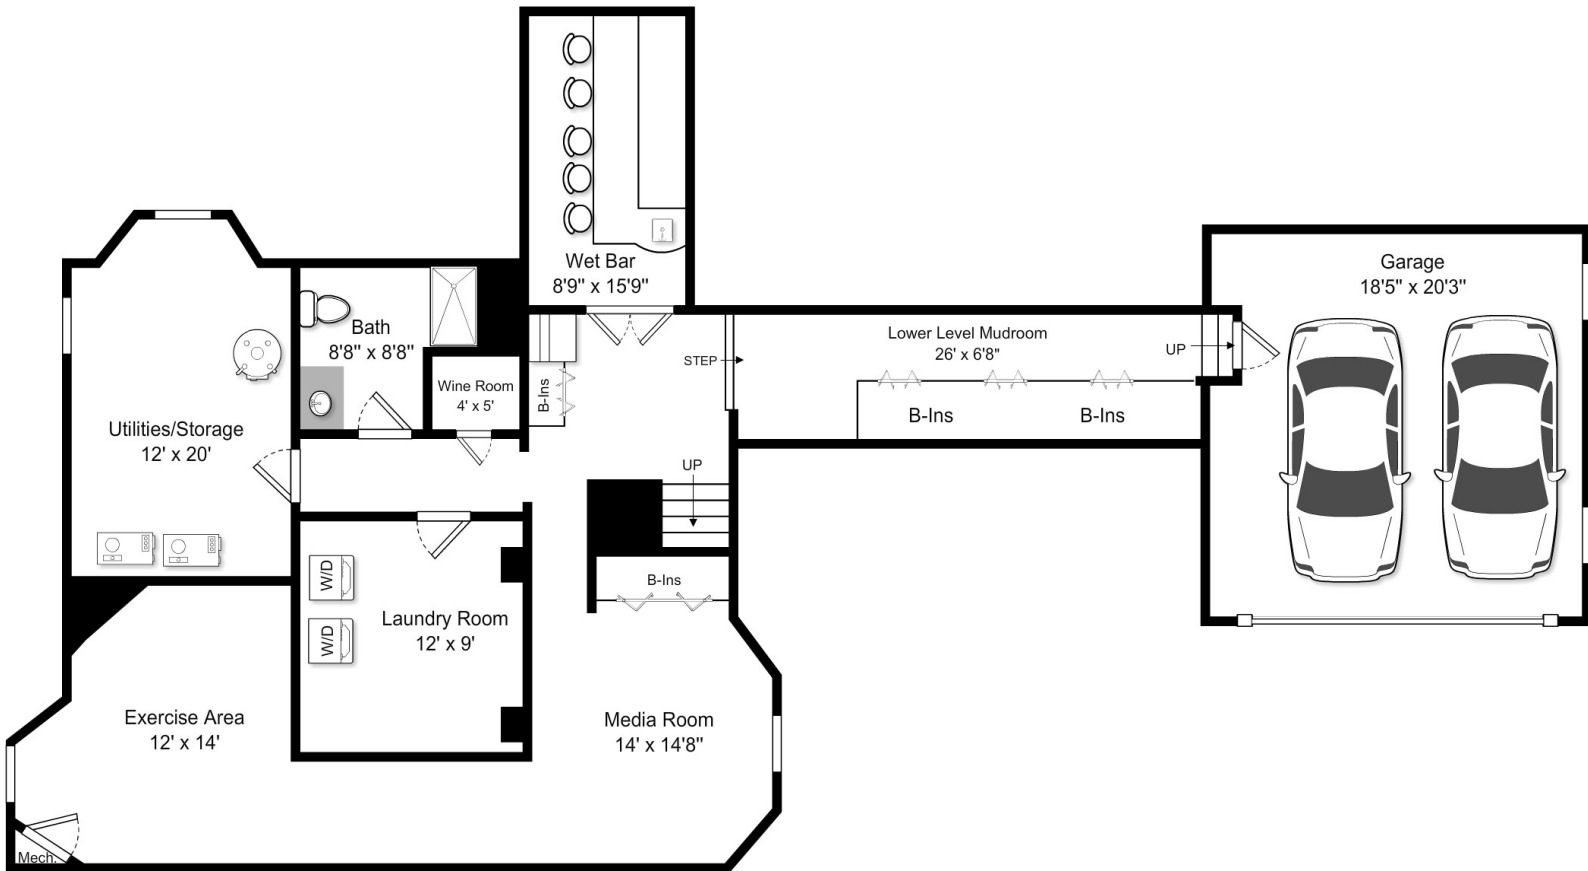 Wet Bar
8'9" x 15'9"
Garage
18'5" x 20'3"
Bath
8'8" x 8'8"
Lower Level Mudroom
26' x 6'8"
STEP
UP
Wine Room
4' x 5'
B-Ins
B-Ins
B-Ins
Utilities/Storage
12' x 20'
UP
B-Ins
W/D
W/D
Laundry Room
12' x 9'
Exercise Area
12' x 14'
Media Room
14' x 14'8"
Mech.